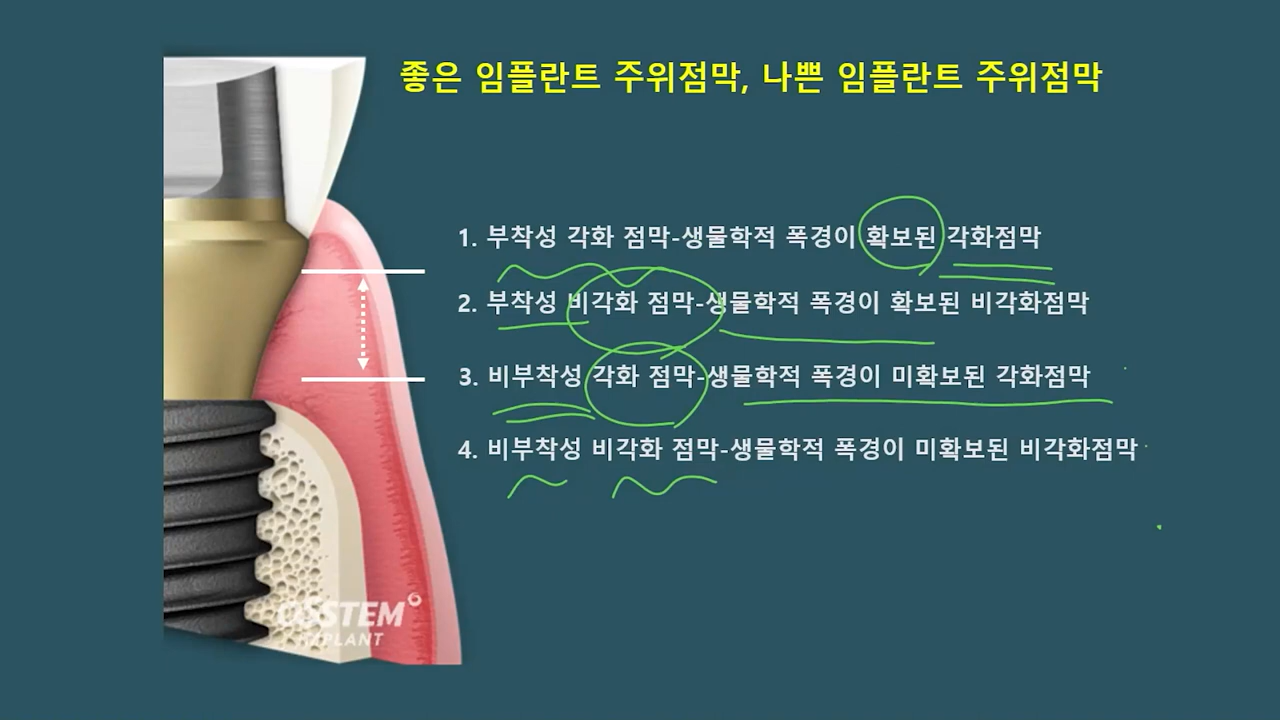 좋은 임플란트 주위점막, 나쁜 임플란트 주위점막
1. 부착성 각화 점막-생물학적 폭경이 확보된 각화점막
2. 부착성 비각화 점막-생물학적 폭경이 확보된 비각화점막
3. 비부착성 각화 점막-생물학적 폭경이 미확보된 각화점막
4. 비부착성 비각화 점막-생물학적 폭경이 미확보된 비각화점막
OSSTEM
IMPLANT